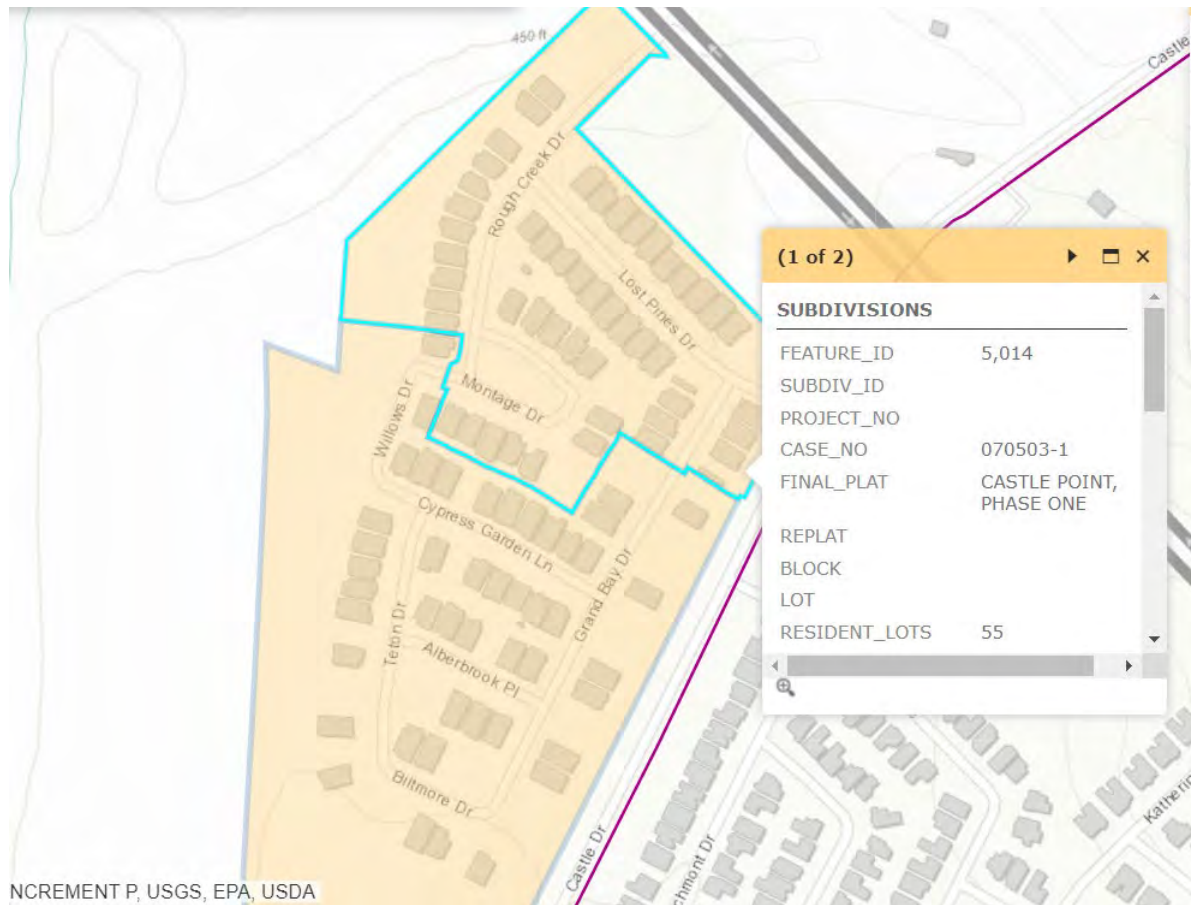 450 ft
Castle
Rough Creek Dr
Lost Pines Dr
Montage Dr
Willows Dr
Cypress Garden Ln
Grand Bay Dr
Teton Dr
Alberbrook Pl
Biltmore Dr
Castle Dr
chmont Dr
Katherin
(1 of 2)
SUBDIVISIONS
FEATURE_ID 5,014
SUBDIV_ID
PROJECT_NO
CASE_NO 070503-1
FINAL_PLAT CASTLE POINT,
PHASE ONE
REPLAT
BLOCK
LOT
RESIDENT_LOTS 55
NCREMENT P, USGS, EPA, USDA